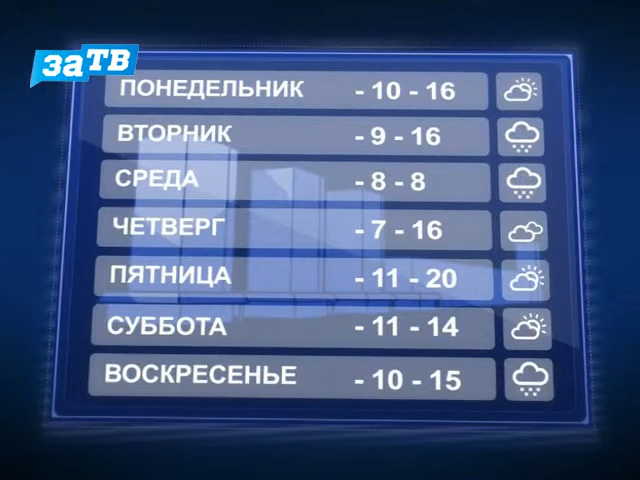 заТВ
ПОНЕДЕЛЬНИК - 10 - 16
ВТОРНИК - 9 - 16
СРЕДА - 8 - 8
ЧЕТВЕРГ - 7 - 16
ПЯТНИЦА - 11 - 20
СУББОТА - 11 - 14
ВОСКРЕСЕНЬЕ - 10 - 15